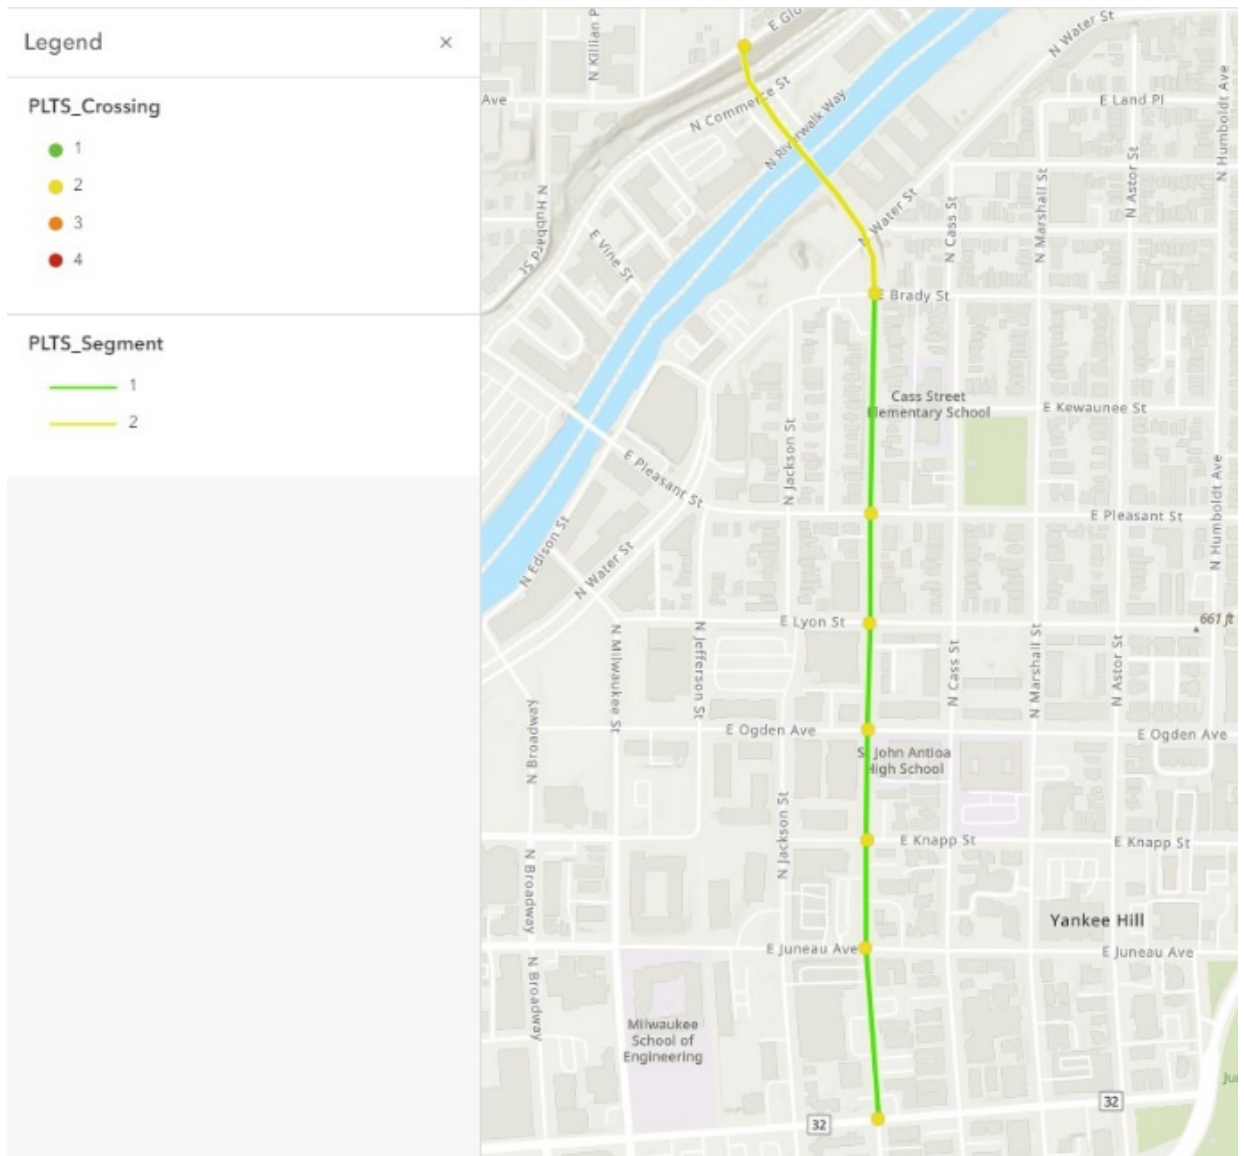 Legend
×
PLTS_Crossing
1
2
3
4
PLTS_Segment
1
2
N Killian P
E Glo
N Water St
Ave
N Commerce St
E Land Pl
N Humboldt Ave
N Riverwalk Way
N Astor St
N Hubbard St
N Marshall St
N Cass St
N Water St
E Vine St
E Brady St
Cass Street
Elementary School
E Kewaunee St
N Jackson St
E Pleasant St
N Humboldt Ave
E Pleasant St
N Edison St
N Water St
E Lyon St
661 ft
N Milwaukee St
N Jefferson St
N Cass St
N Marshall St
N Astor St
N Broadway
E Ogden Ave
E Ogden Ave
St John Antioa
High School
N Jackson St
E Knapp St
E Knapp St
N Broadway
Yankee Hill
E Juneau Ave
E Juneau Ave
N Broadway
Milwaukee
School of
Engineering
Ju
32
32